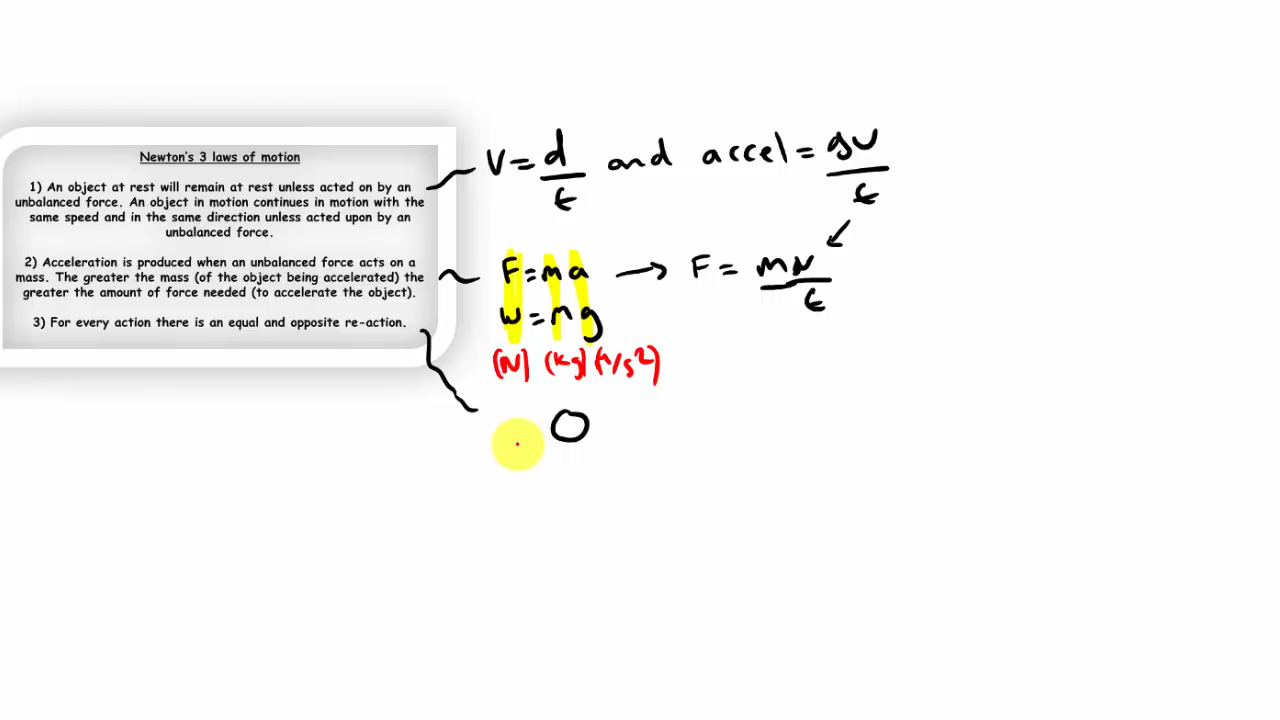 Newton's 3 laws of motion
1) An object at rest will remain at rest unless acted on by an
unbalanced force. An object in motion continues in motion with the
same speed and in the same direction unless acted upon by an
unbalanced force.
2) Acceleration is produced when an unbalanced force acts on a
mass. The greater the mass (of the object being accelerated) the
greater the amount of force needed (to accelerate the object).
3) For every action there is an equal and opposite re-action.
V = d/t and accel = gv/t
F = ma → F = mv/t
w = mg
(N) (kg) (m/s²)